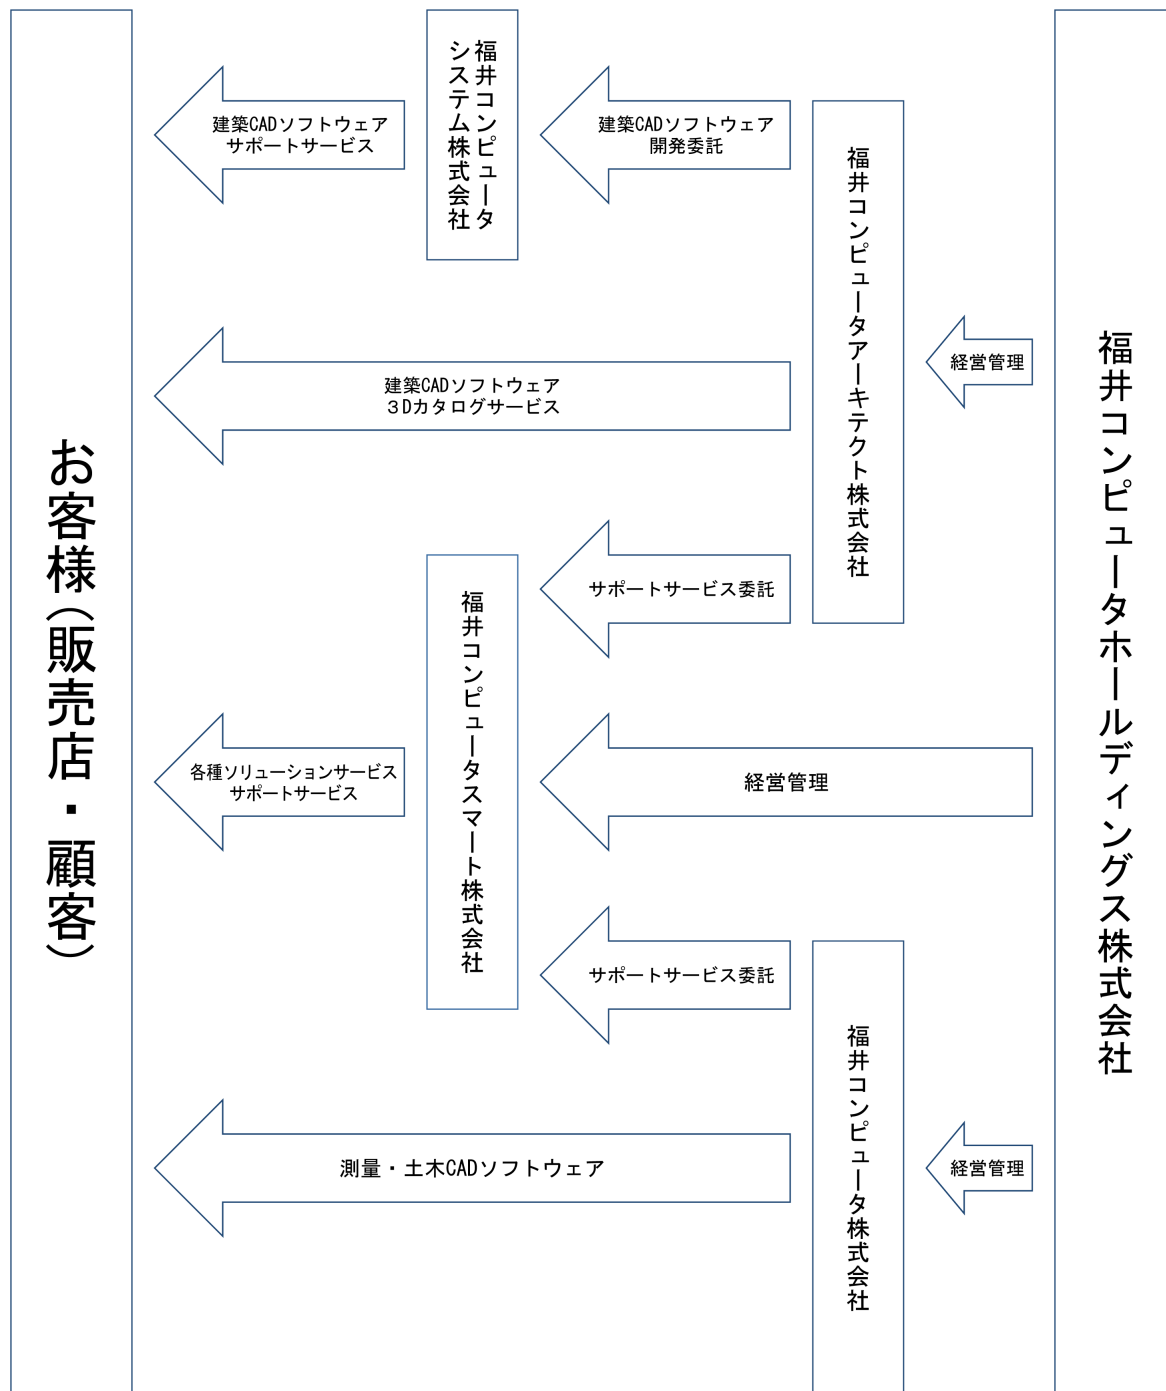 お客様(販売店・顧客)
福井コンピュータ
システム株式会社
建築CADソフトウェア
サポートサービス
建築CADソフトウェア
開発委託
福井コンピュータアーキテクト株式会社
経営管理
福井コンピュータホールディングス株式会社
建築CADソフトウェア
３Dカタログサービス
サポートサービス委託
福井コンピュータスマート株式会社
各種ソリューションサービス
サポートサービス
経営管理
サポートサービス委託
福井コンピュータ株式会社
測量・土木CADソフトウェア
経営管理